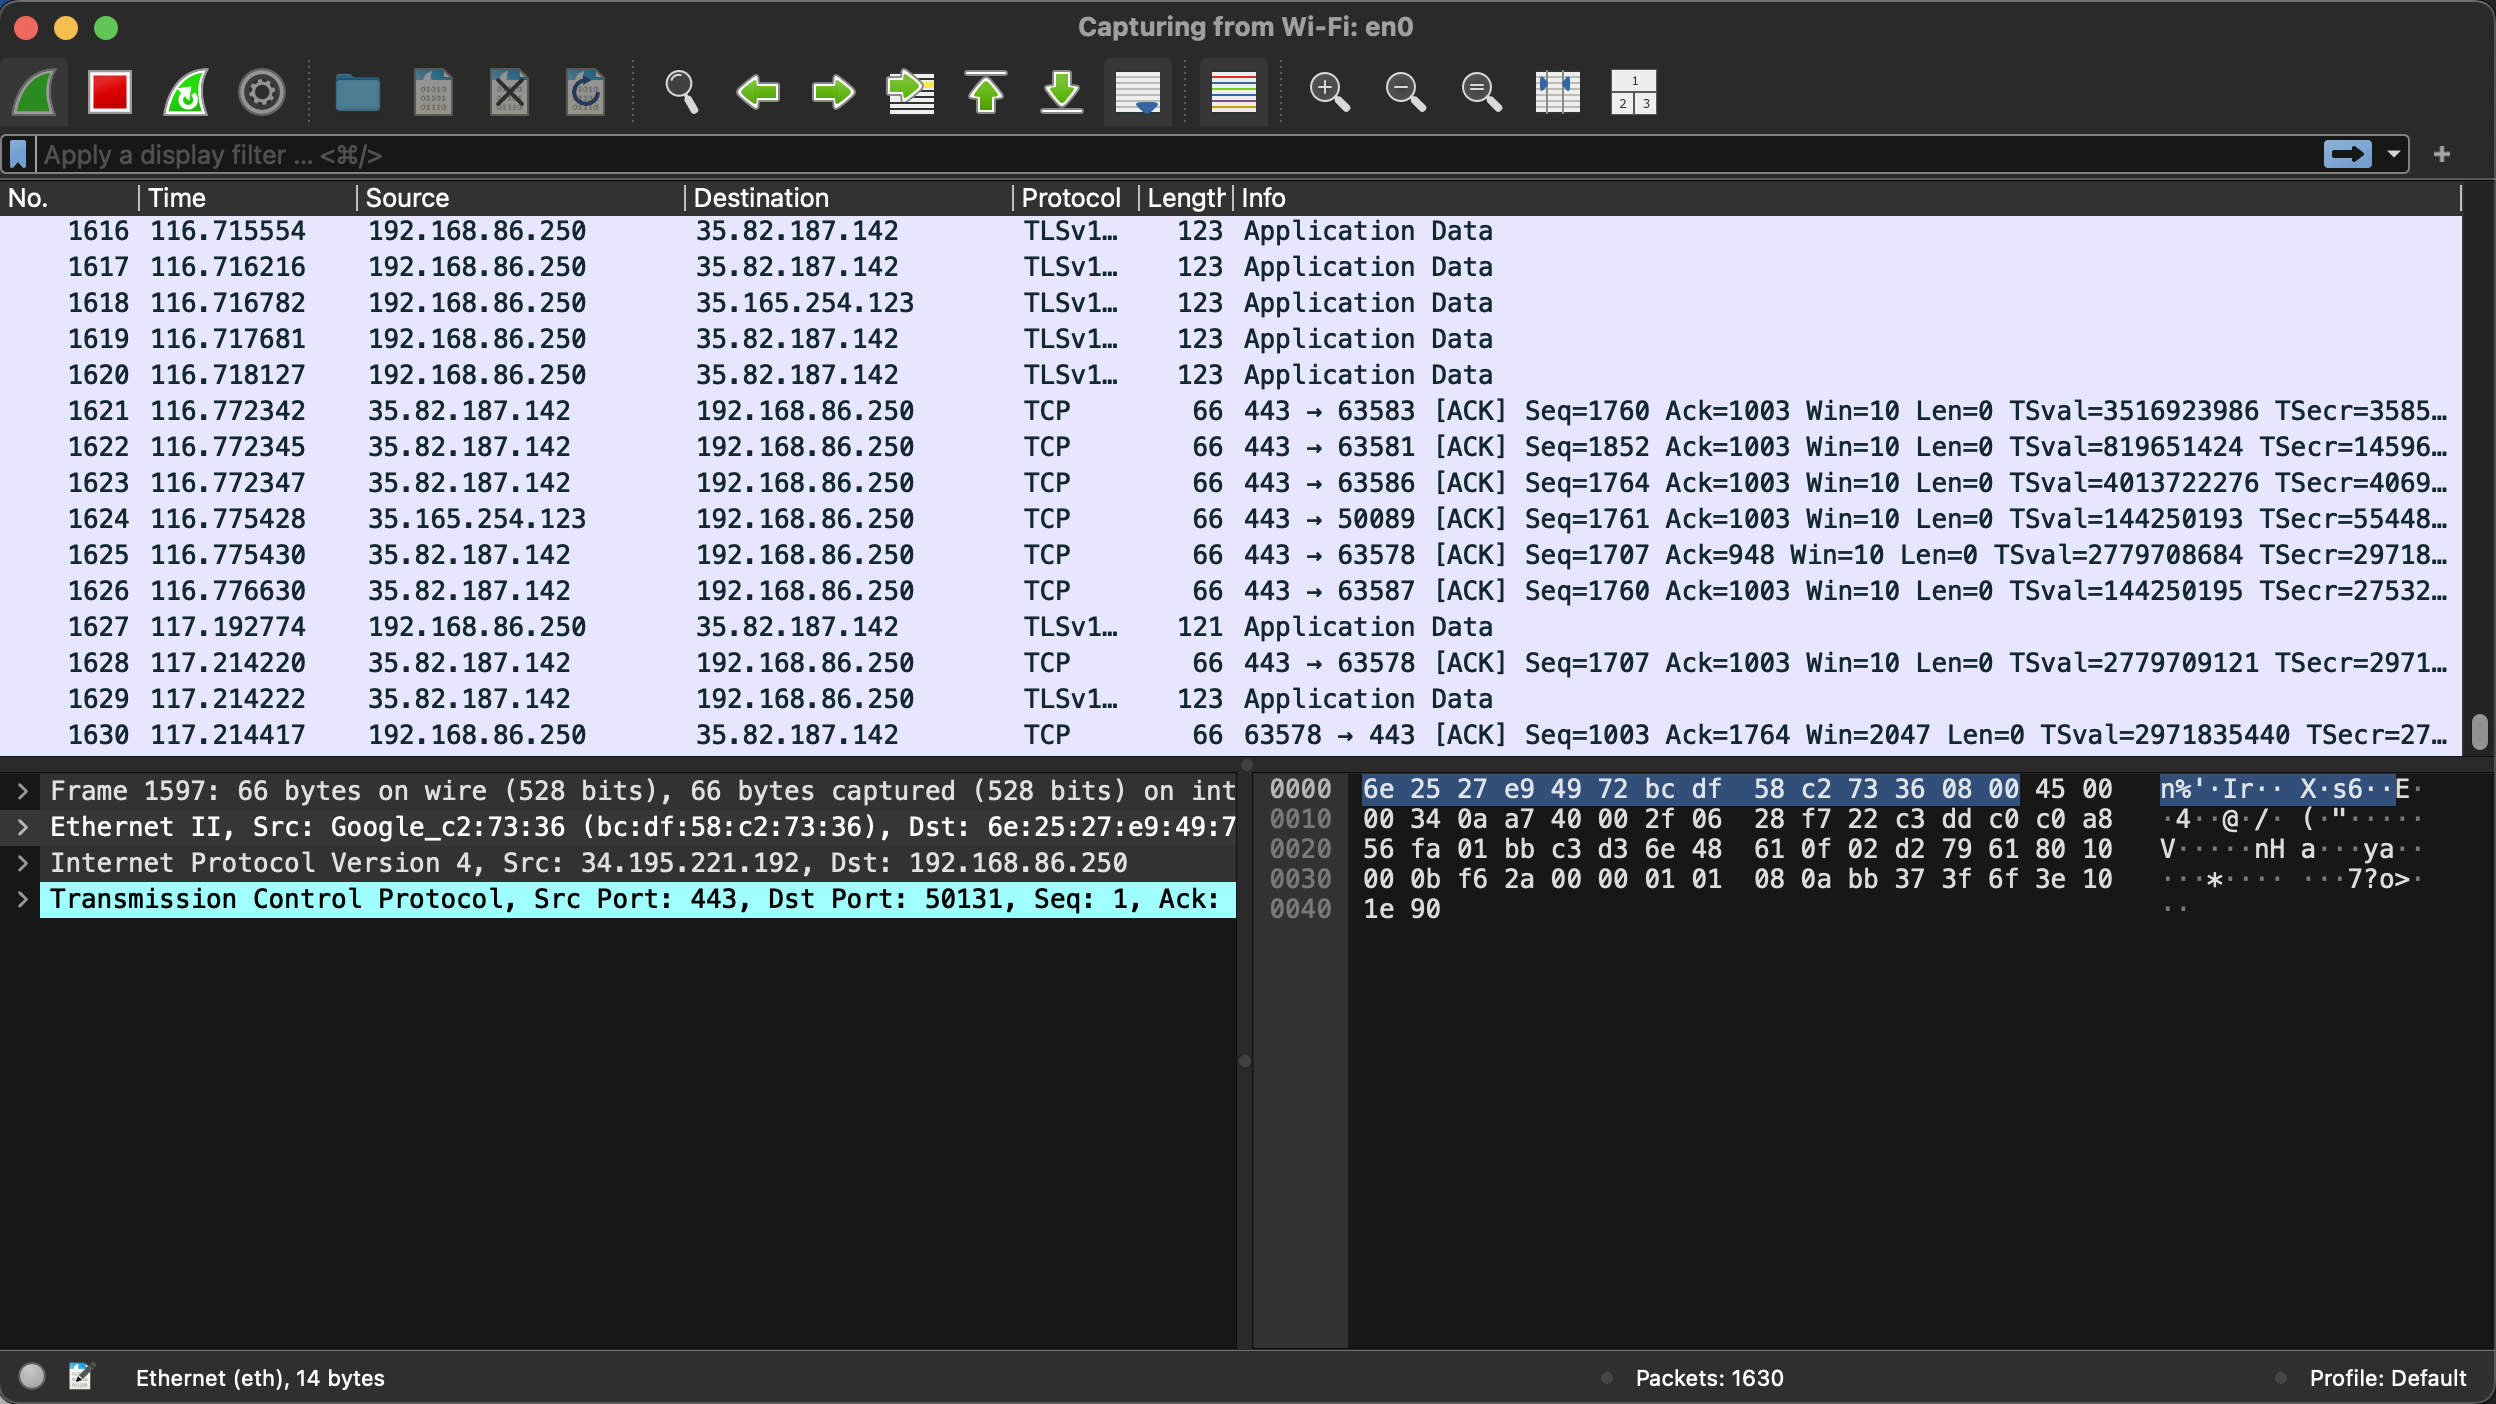 Capturing from Wi-Fi: en0
1
2 3
Apply a display filter ... <⌘/>
No. Time Source Destination Protocol Length Info
1616 116.715554 192.168.86.250 35.82.187.142 TLSv1… 123 Application Data
1617 116.716216 192.168.86.250 35.82.187.142 TLSv1… 123 Application Data
1618 116.716782 192.168.86.250 35.165.254.123 TLSv1… 123 Application Data
1619 116.717681 192.168.86.250 35.82.187.142 TLSv1… 123 Application Data
1620 116.718127 192.168.86.250 35.82.187.142 TLSv1… 123 Application Data
1621 116.772342 35.82.187.142 192.168.86.250 TCP 66 443 → 63583 [ACK] Seq=1760 Ack=1003 Win=10 Len=0 TSval=3516923986 TSecr=3585…
1622 116.772345 35.82.187.142 192.168.86.250 TCP 66 443 → 63581 [ACK] Seq=1852 Ack=1003 Win=10 Len=0 TSval=819651424 TSecr=14596…
1623 116.772347 35.82.187.142 192.168.86.250 TCP 66 443 → 63586 [ACK] Seq=1764 Ack=1003 Win=10 Len=0 TSval=4013722276 TSecr=4069…
1624 116.775428 35.165.254.123 192.168.86.250 TCP 66 443 → 50089 [ACK] Seq=1761 Ack=1003 Win=10 Len=0 TSval=144250193 TSecr=55448…
1625 116.775430 35.82.187.142 192.168.86.250 TCP 66 443 → 63578 [ACK] Seq=1707 Ack=948 Win=10 Len=0 TSval=2779708684 TSecr=29718…
1626 116.776630 35.82.187.142 192.168.86.250 TCP 66 443 → 63587 [ACK] Seq=1760 Ack=1003 Win=10 Len=0 TSval=144250195 TSecr=27532…
1627 117.192774 192.168.86.250 35.82.187.142 TLSv1… 121 Application Data
1628 117.214220 35.82.187.142 192.168.86.250 TCP 66 443 → 63578 [ACK] Seq=1707 Ack=1003 Win=10 Len=0 TSval=2779709121 TSecr=2971…
1629 117.214222 35.82.187.142 192.168.86.250 TLSv1… 123 Application Data
1630 117.214417 192.168.86.250 35.82.187.142 TCP 66 63578 → 443 [ACK] Seq=1003 Ack=1764 Win=2047 Len=0 TSval=2971835440 TSecr=27…
Frame 1597: 66 bytes on wire (528 bits), 66 bytes captured (528 bits) on int
Ethernet II, Src: Google_c2:73:36 (bc:df:58:c2:73:36), Dst: 6e:25:27:e9:49:7
Internet Protocol Version 4, Src: 34.195.221.192, Dst: 192.168.86.250
Transmission Control Protocol, Src Port: 443, Dst Port: 50131, Seq: 1, Ack:
0000 6e 25 27 e9 49 72 bc df 58 c2 73 36 08 00 45 00 n%'·Ir·· X·s6··E·
0010 00 34 0a a7 40 00 2f 06 28 f7 22 c3 dd c0 c0 a8 ·4··@·/· (·"·····
0020 56 fa 01 bb c3 d3 6e 48 61 0f 02 d2 79 61 80 10 V·····nH a···ya··
0030 00 0b f6 2a 00 00 01 01 08 0a bb 37 3f 6f 3e 10 ···*···· ···7?o>·
0040 1e 90 ··
Ethernet (eth), 14 bytes
Packets: 1630
Profile: Default